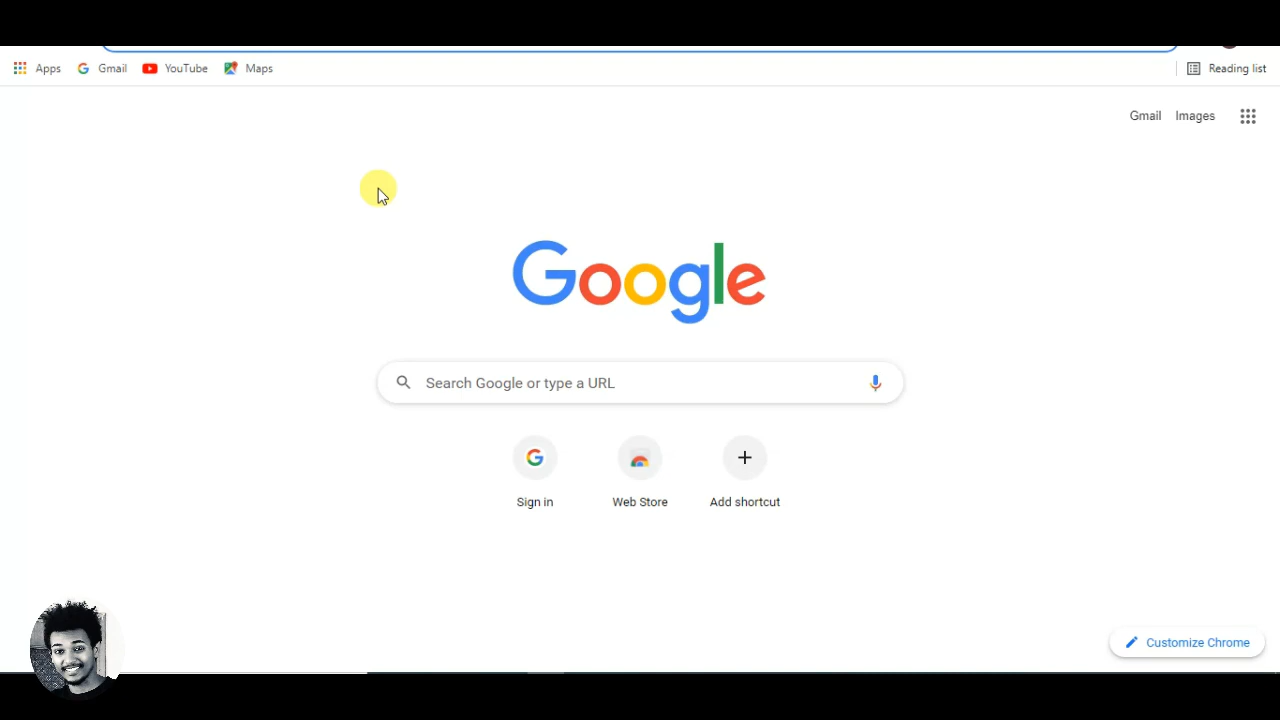 Apps Gmail YouTube Maps Reading list
Gmail Images
Google
Search Google or type a URL
Sign in Web Store Add shortcut
Customize Chrome